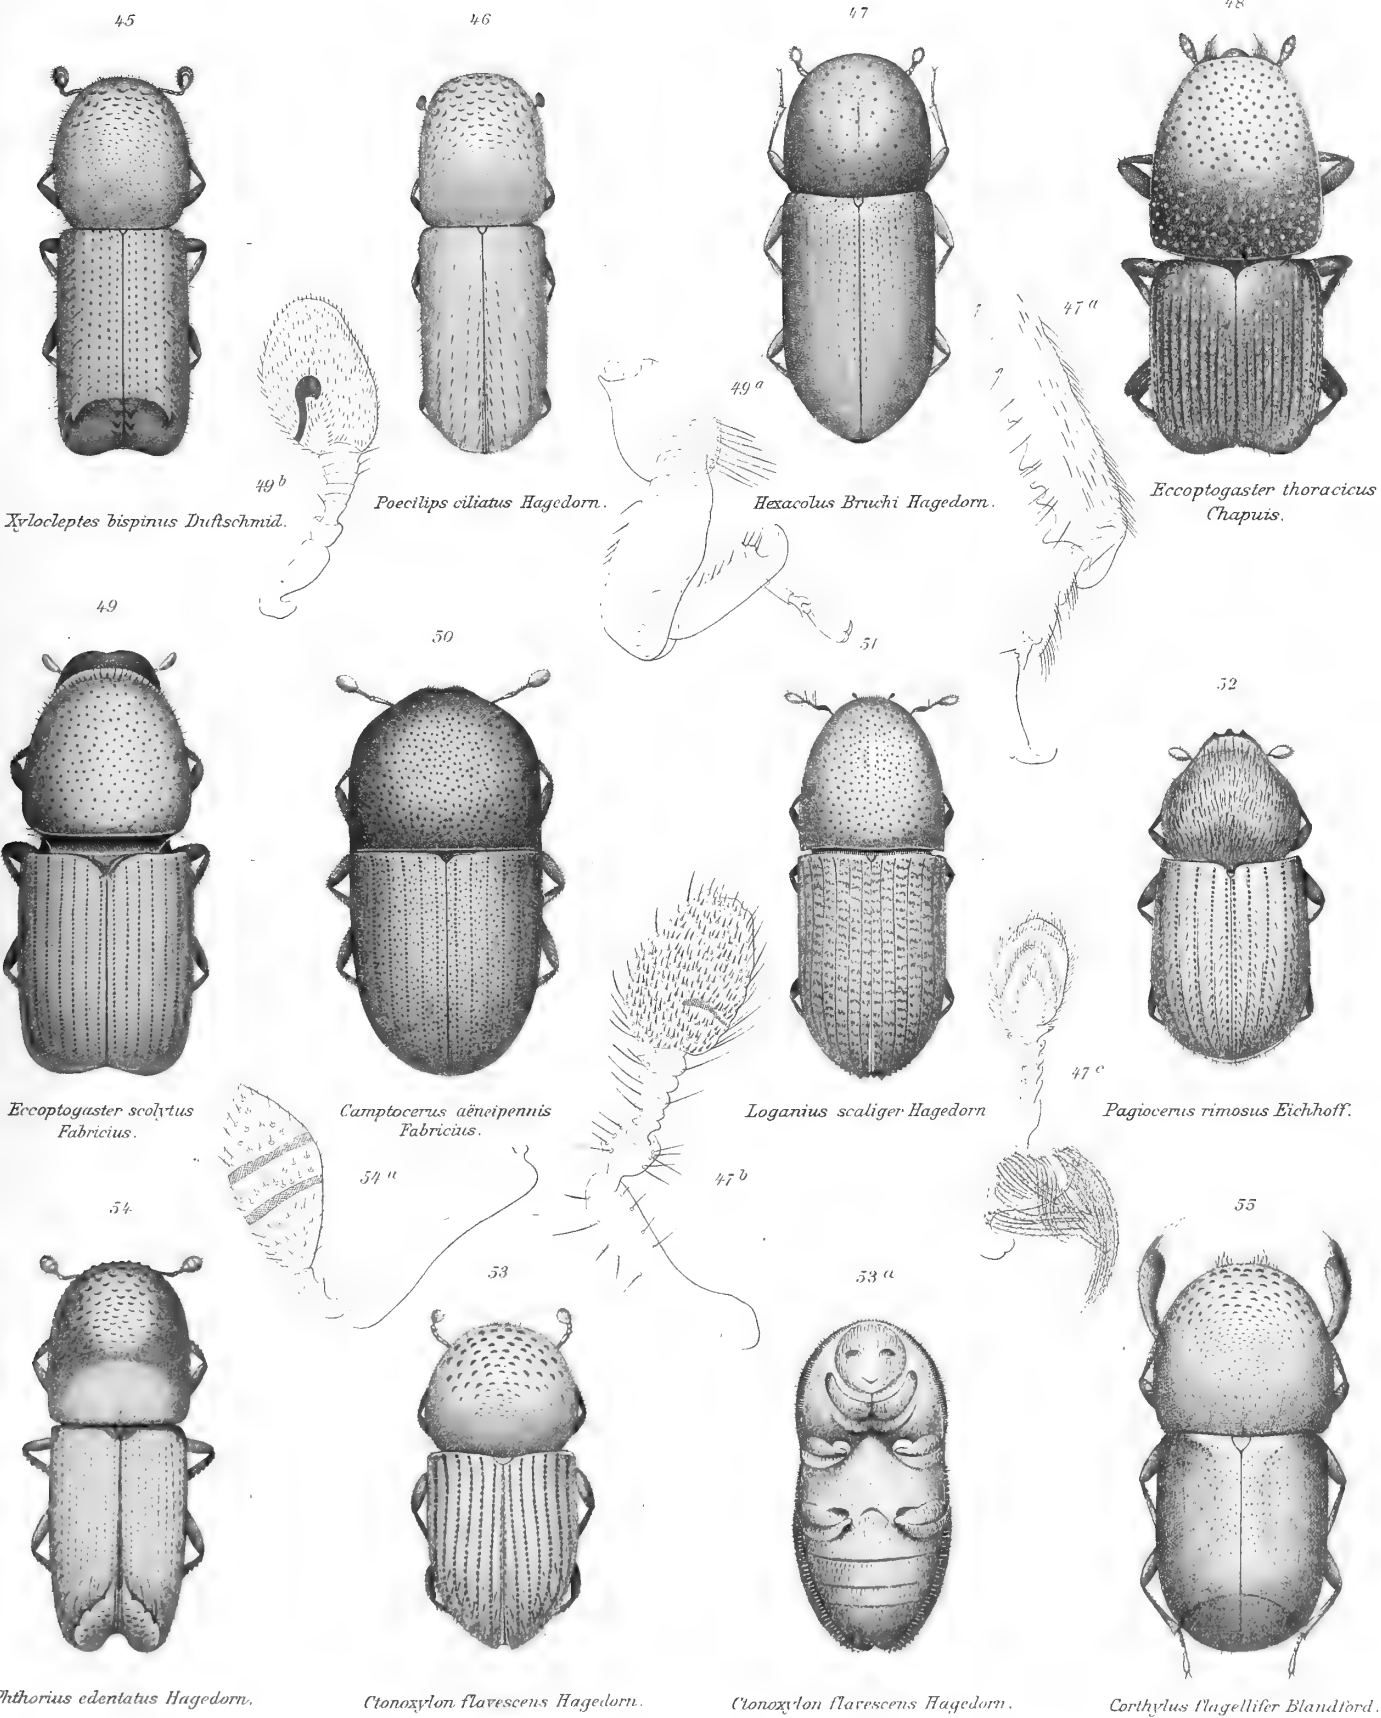 45
46
47
48
47 a
49 a
49 b
Xylocleptes bispinus Duftschmid.
Poecilips ciliatus Hagedorn.
Hexacolus Bruchi Hagedorn.
Eccoptogaster thoracicus
Chapuis.
49
50
51
52
Eccoptogaster scolytus
Fabricius.
Camptocerus aëneipennis
Fabricius.
Loganius scaliger Hagedorn
47 c
Pagiocerus rimosus Eichhoff.
54 a
47 b
54
53
53 a
55
Phthorius edentatus Hagedorn.
Ctonoxylon flavescens Hagedorn.
Ctonoxylon flavescens Hagedorn.
Corthylus flagellifer Blandford.